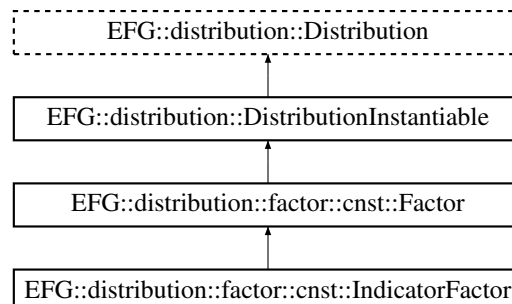 EFG::distribution::Distribution
EFG::distribution::DistributionInstantiable
EFG::distribution::factor::cnst::Factor
EFG::distribution::factor::cnst::IndicatorFactor